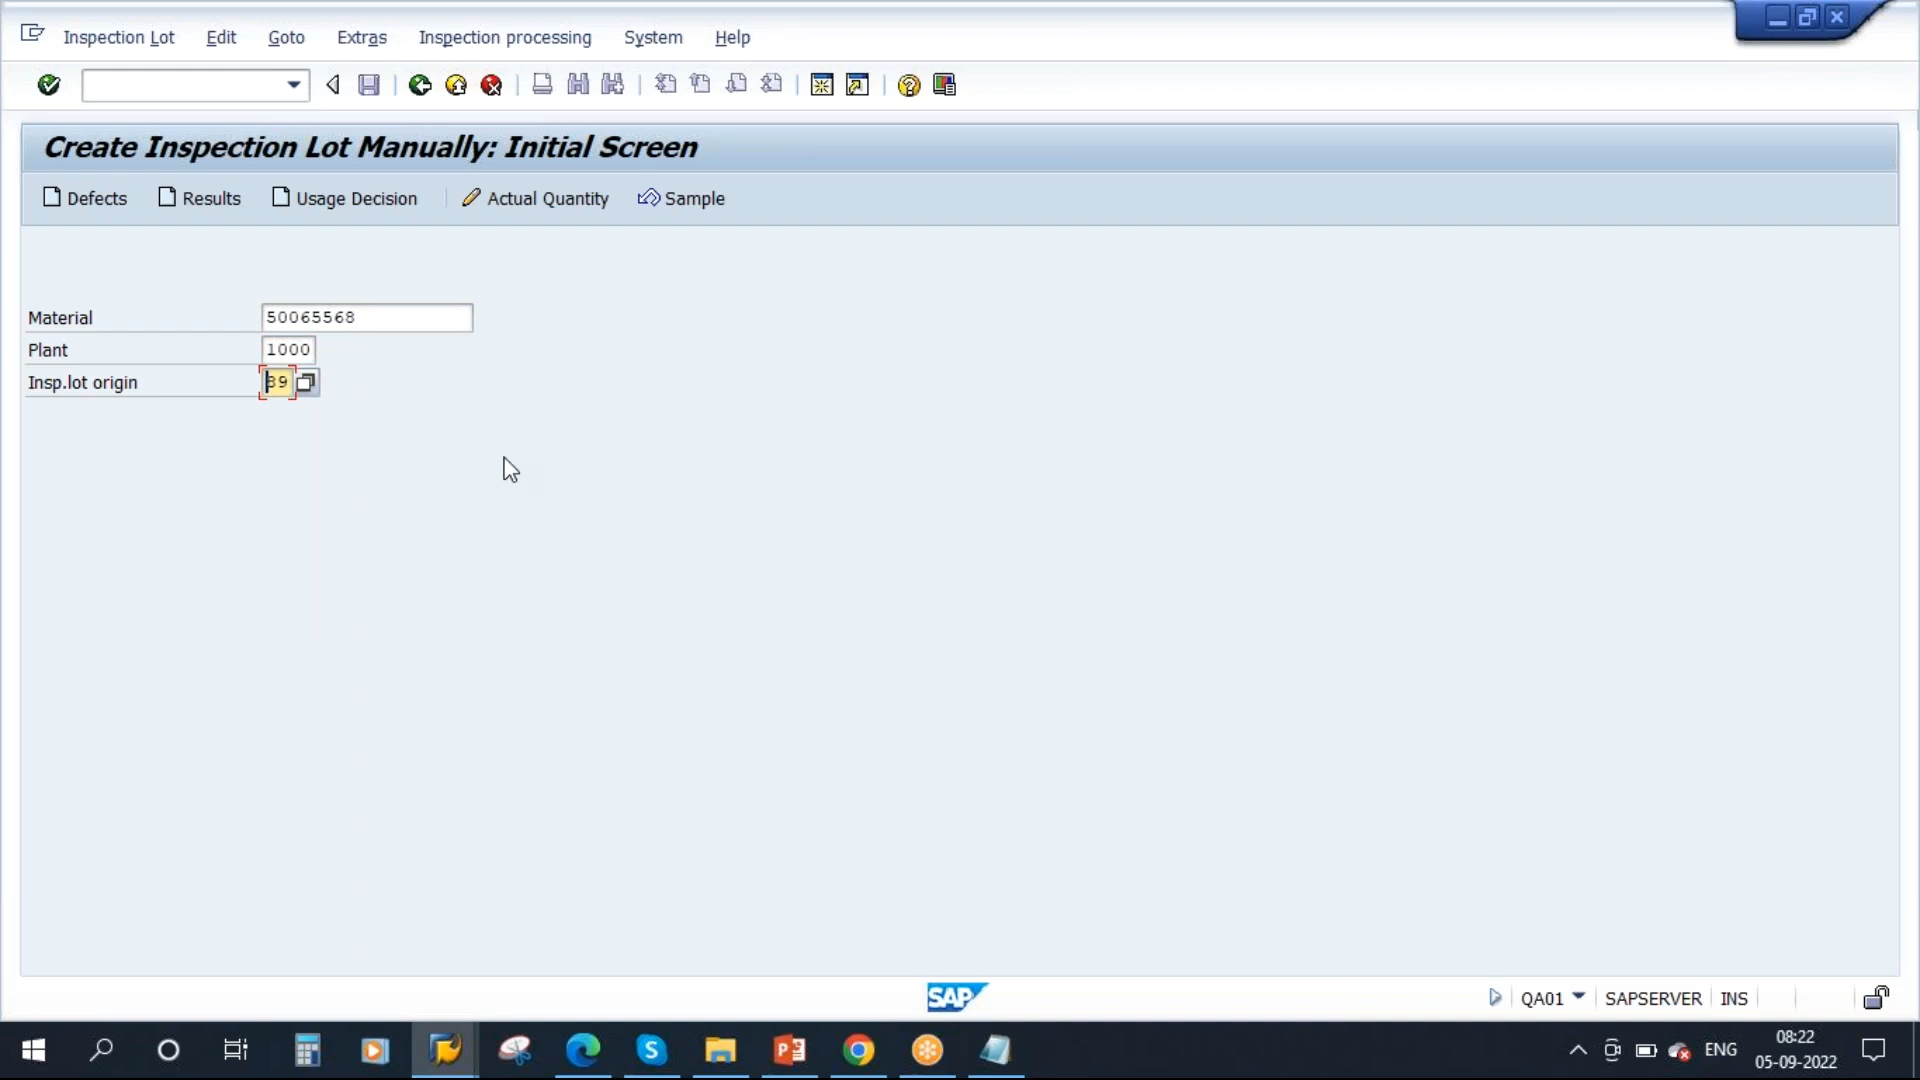 Inspection Lot Edit Goto Extras Inspection processing System Help
Create Inspection Lot Manually: Initial Screen
Defects Results Usage Decision Actual Quantity Sample
Material 50065568
Plant 1000
Insp.lot origin 89
SAP QA01 SAPSERVER INS
ENG 08:22
05-09-2022